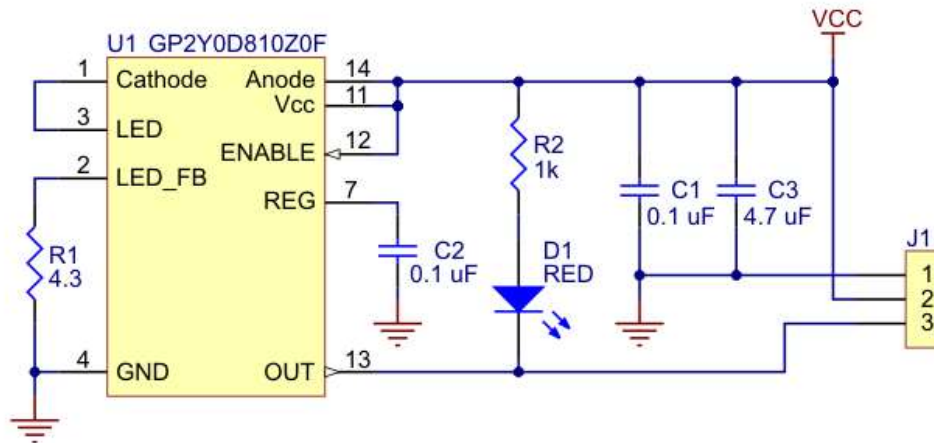 VCC
U1 GP2Y0D810Z0F
1 Cathode Anode 14
Vcc 11
3 LED
ENABLE 12
2 LED_FB
REG 7
R1
4.3
C2
0.1 uF
R2
1k
D1
RED
C1
0.1 uF
C3
4.7 uF
J1
1
2
3
4 GND OUT 13